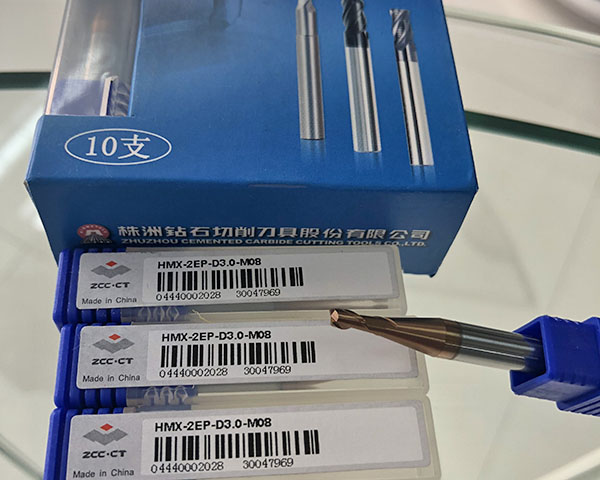 10支
株洲钻石切削刀具股份有限公司
ZHUZHOU CEMENTED CARBIDE CUTTING TOOLS CO.,LTD.
ZCC·CT
Made in China
HMX-2EP-D3.0-M08
04440002028 30047969
ZCC·CT
Made in China
HMX-2EP-D3.0-M08
04440002028 30047969
ZCC·CT
Made in China
HMX-2EP-D3.0-M08
04440002028 30047969